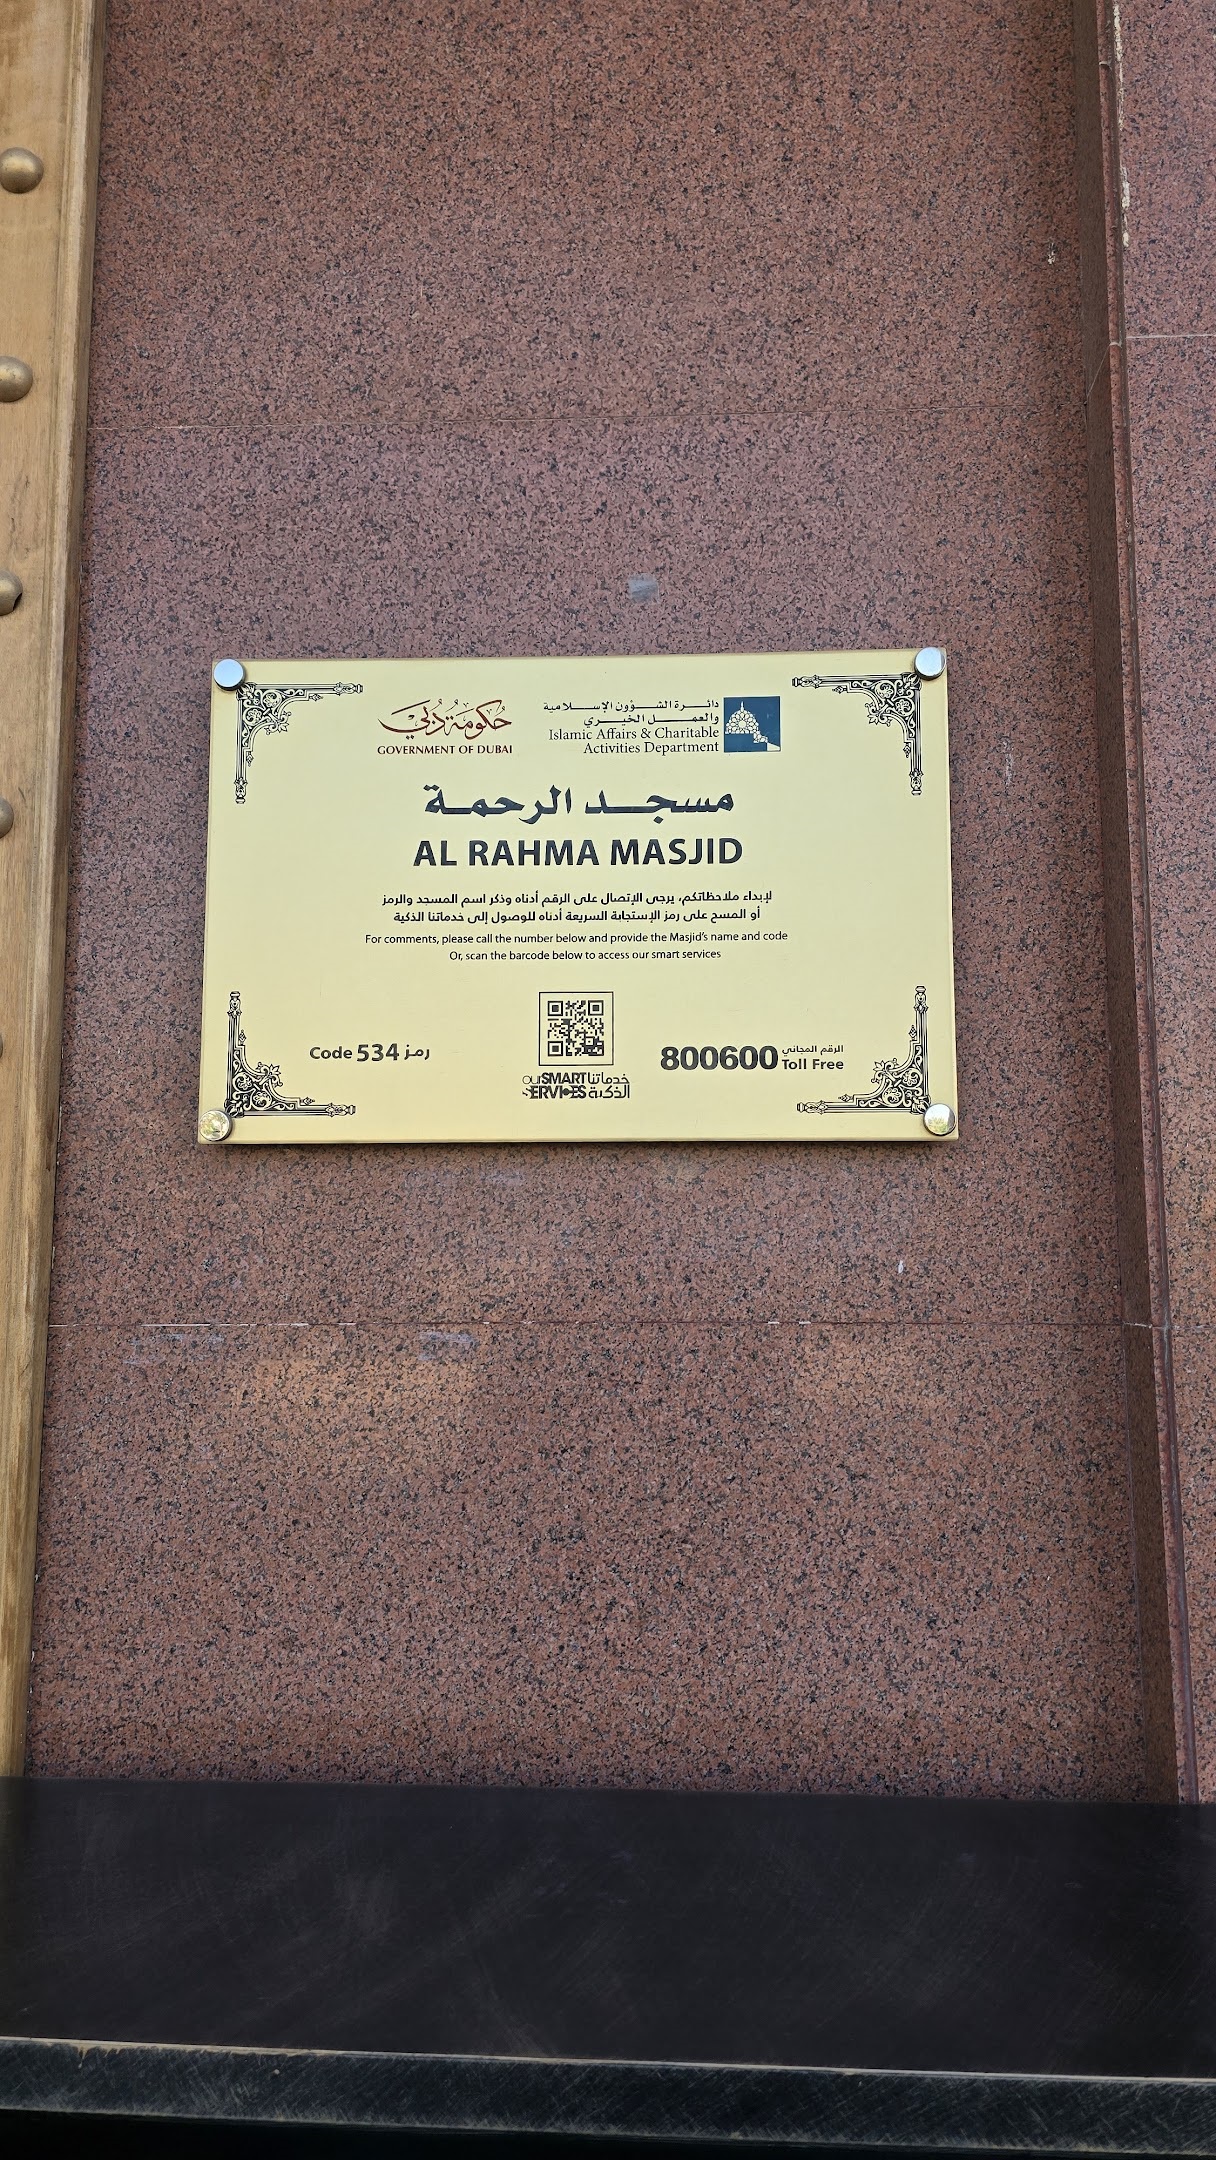 حكومة دبي
GOVERNMENT OF DUBAI
دائرة الشؤون الإسلامية
والعمل الخيري
Islamic Affairs & Charitable
Activities Department
مسجد الرحمة
AL RAHMA MASJID
لإبداء ملاحظاتكم، يرجى الإتصال على الرقم أدناه وذكر اسم المسجد والرمز
أو المسح على رمز الإستجابة السريعة أدناه للوصول إلى خدماتنا الذكية
For comments, please call the number below and provide the Masjid's name and code
Or, scan the barcode below to access our smart services
Code 534 رمز
our SMART خدماتنا
SERVICES الذكية
800600
الرقم المجاني
Toll Free